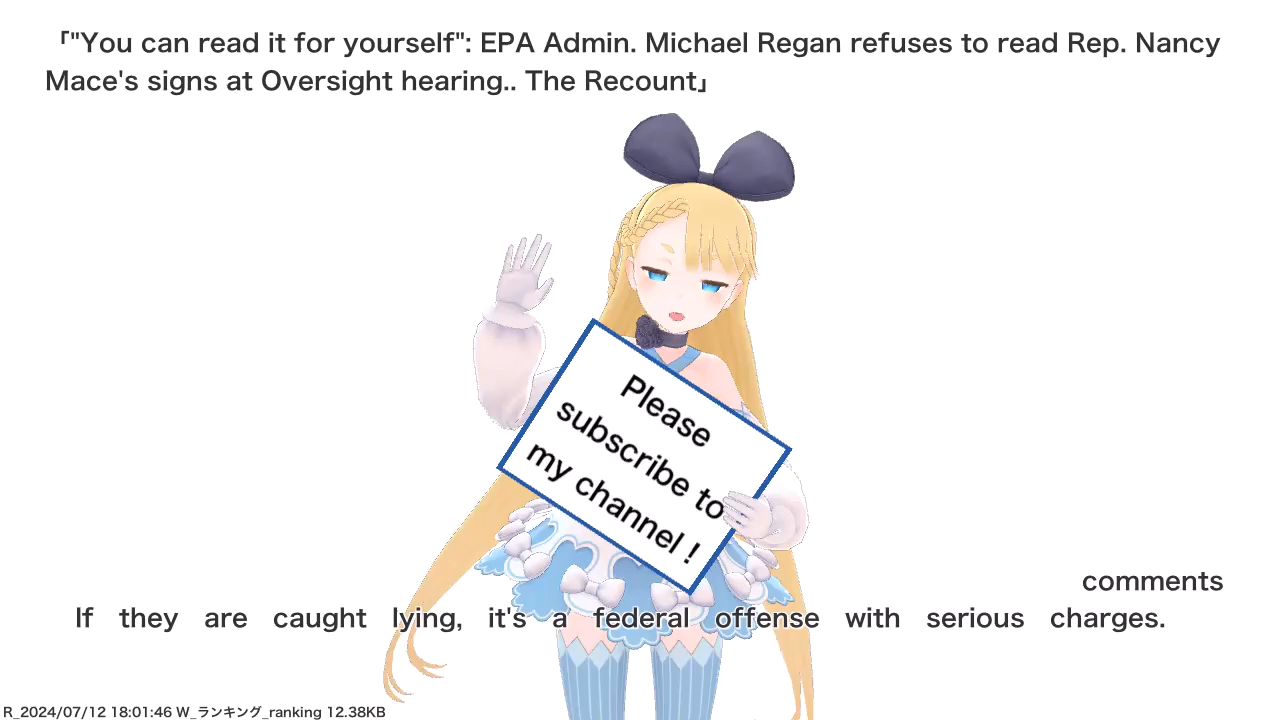 「"You can read it for yourself": EPA Admin. Michael Regan refuses to read Rep. Nancy
Mace's signs at Oversight hearing.. The Recount」
Please
subscribe to
my channel !
comments
If they are caught lying, it's a federal offense with serious charges.
R_2024/07/12 18:01:46 W_ランキング_ranking 12.38KB